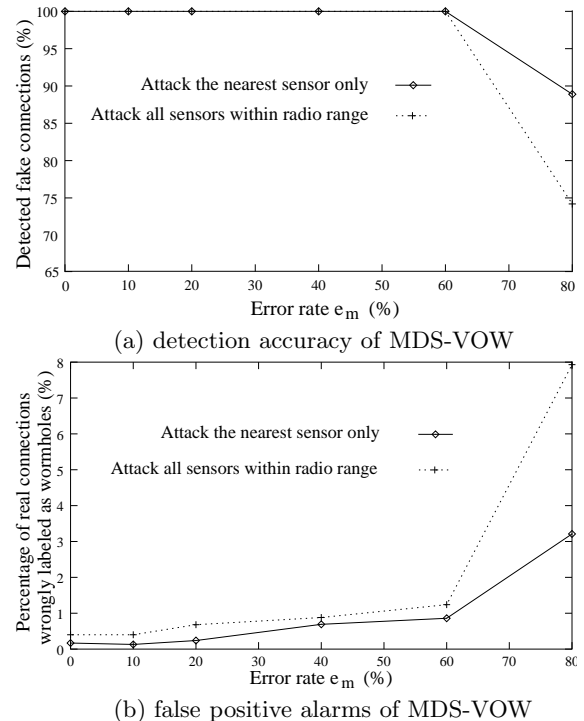 100
95
90
85
80
75
70
65
Detected fake connections (%)
Attack the nearest sensor only
Attack all sensors within radio range
0 10 20 30 40 50 60 70 80
Error rate e m (%)
(a) detection accuracy of MDS-VOW
8
7
6
5
4
3
2
1
0
Percentage of real connections
wrongly labeled as wormholes (%)
Attack the nearest sensor only
Attack all sensors within radio range
0 10 20 30 40 50 60 70 80
Error rate e m (%)
(b) false positive alarms of MDS-VOW